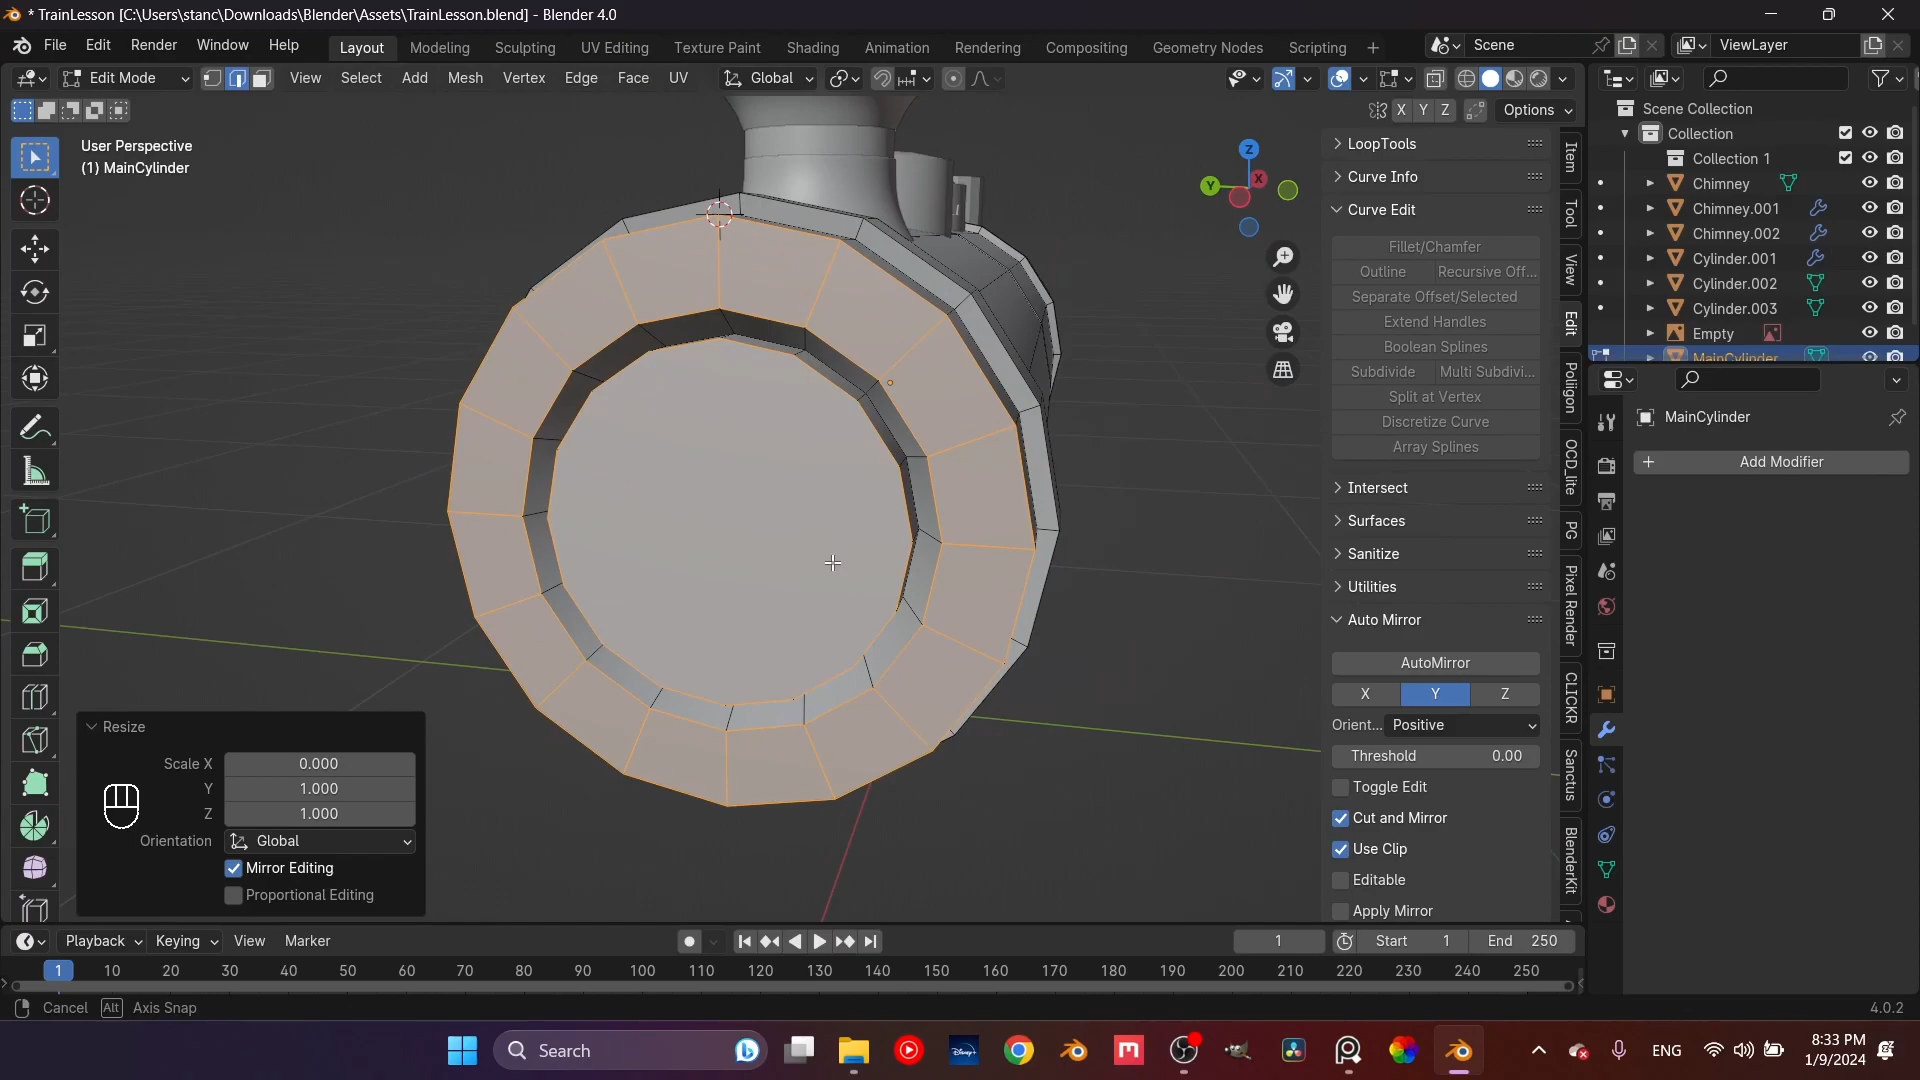 * TrainLesson [C:\Users\stanc\Downloads\Blender\Assets\TrainLesson.blend] - Blender 4.0
File Edit Render Window Help Layout Modeling Sculpting UV Editing Texture Paint Shading Animation Rendering Compositing Geometry Nodes Scripting + Scene ViewLayer
Edit Mode View Select Add Mesh Vertex Edge Face UV Global
X Y Z Options
User Perspective
(1) MainCylinder
Z
Y
X
LoopTools
Curve Info
Curve Edit
Fillet/Chamfer
Outline Recursive Off...
Separate Offset/Selected
Extend Handles
Boolean Splines
Subdivide Multi Subdivi...
Split at Vertex
Discretize Curve
Array Splines
Intersect
Surfaces
Sanitize
Utilities
Auto Mirror
AutoMirror
X Y Z
Orient... Positive
Threshold 0.00
Toggle Edit
Cut and Mirror
Use Clip
Editable
Apply Mirror
Item
Tool
View
Edit
Poliigon
OCD_lite
PG
Pixel Render
CLICKR
Sanctus
BlenderKit
Scene Collection
Collection
Collection 1
Chimney
Chimney.001
Chimney.002
Cylinder.001
Cylinder.002
Cylinder.003
Empty
MainCylinder
MainCylinder
+ Add Modifier
Resize
Scale X 0.000
Y 1.000
Z 1.000
Orientation Global
Mirror Editing
Proportional Editing
Playback Keying View Marker 1 Start 1 End 250
1 10 20 30 40 50 60 70 80 90 100 110 120 130 140 150 160 170 180 190 200 210 220 230 240 250
Cancel Alt Axis Snap 4.0.2
Search Disney+ ENG 8:33 PM
1/9/2024